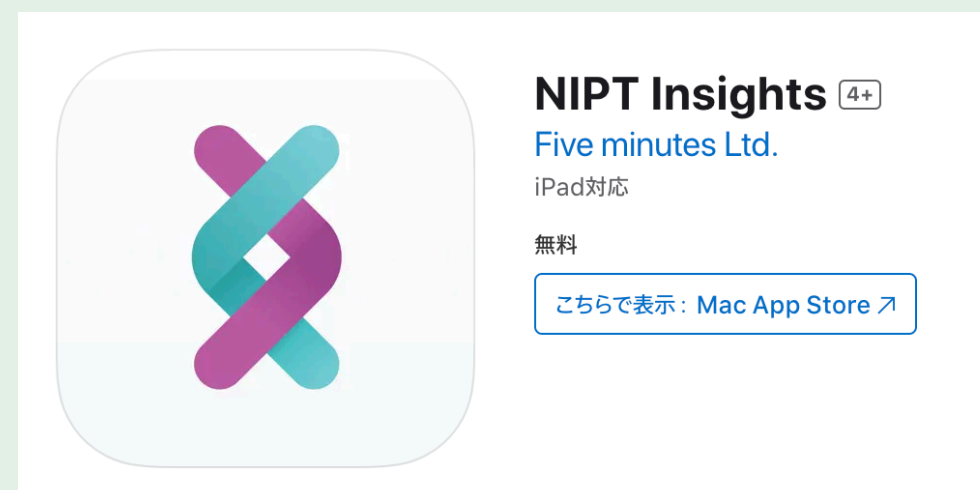 NIPT Insights 4+
Five minutes Ltd.
iPad対応
無料
こちらで表示： Mac App Store ↗